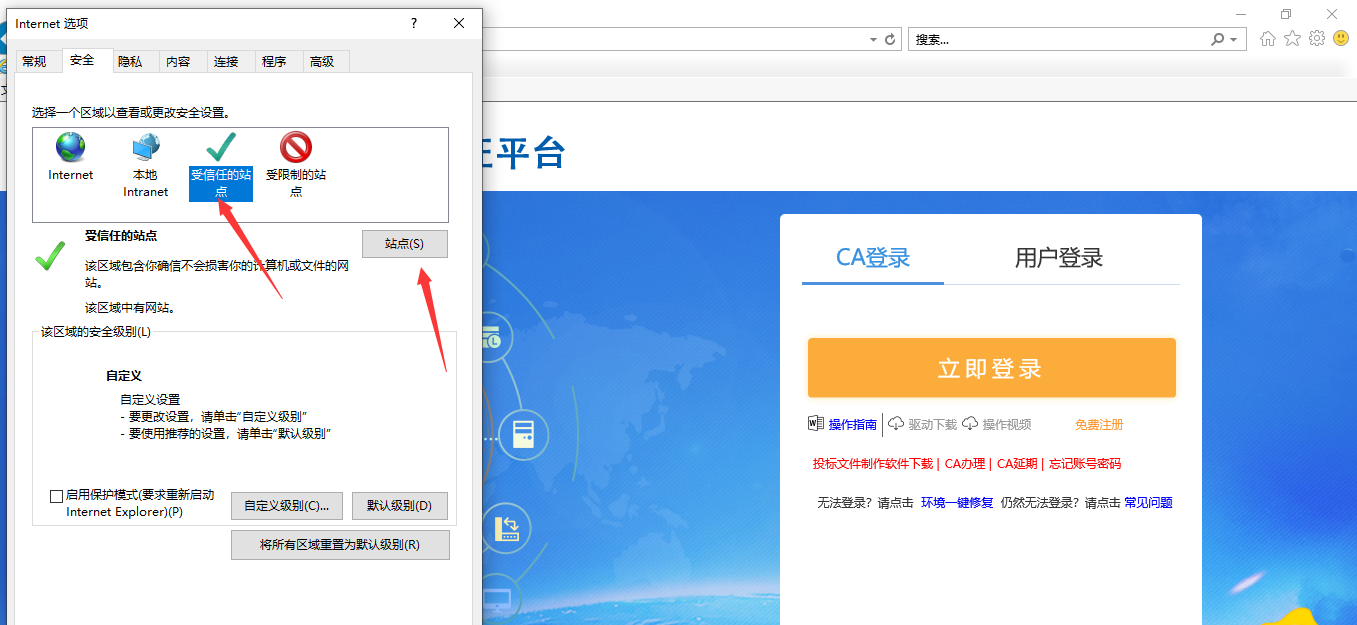 Internet 选项
?
搜索...
常规
安全
隐私
内容
连接
程序
高级
选择一个区域以查看或更改安全设置。
Internet
本地
Intranet
受信任的站
点
受限制的站
点
受信任的站点
站点(S)
该区域包含你确信不会损害你的计算机或文件的网
站。
该区域中有网站。
该区域的安全级别(L)
自定义
自定义设置
- 要更改设置，请单击“自定义级别”
- 要使用推荐的设置，请单击“默认级别”
启用保护模式(要求重新启动
Internet Explorer)(P)
自定义级别(C)...
默认级别(D)
将所有区域重置为默认级别(R)
平台
CA登录
用户登录
立即登录
操作指南
驱动下载
操作视频
免费注册
投标文件制作软件下载 | CA办理 | CA延期 | 忘记账号密码
无法登录？请点击 环境一键修复 仍然无法登录？请点击 常见问题